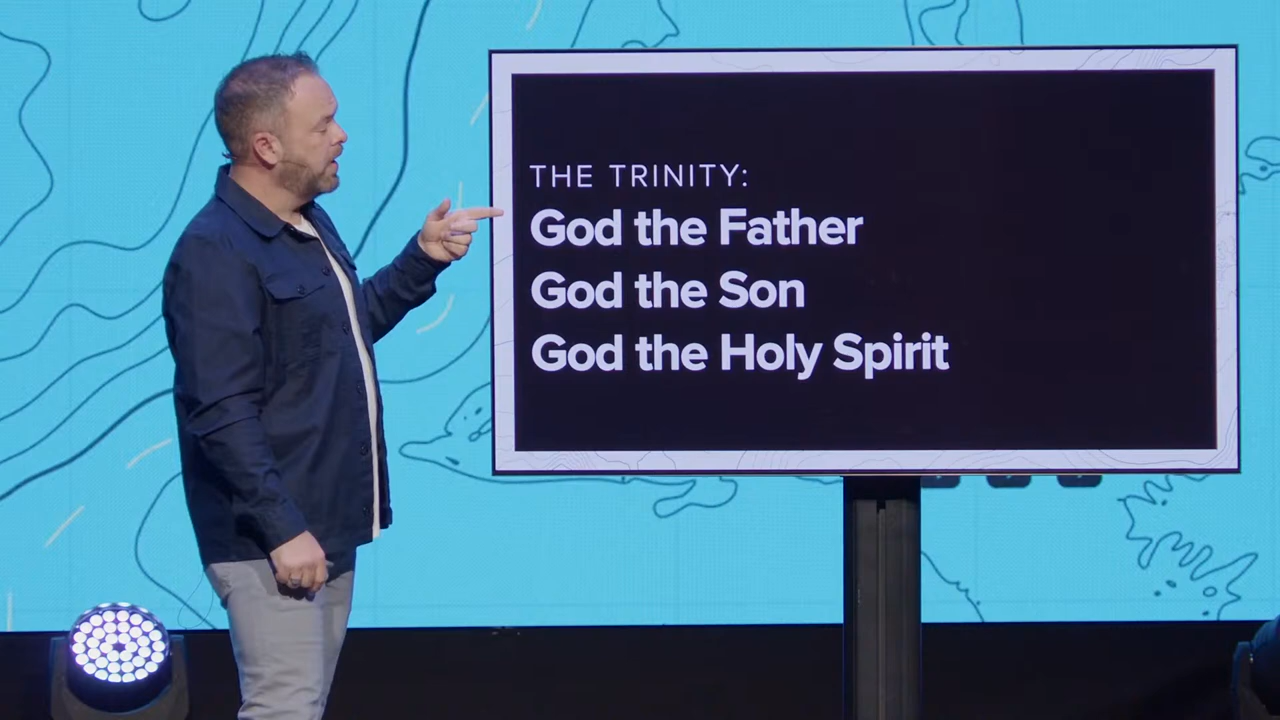 THE TRINITY:
God the Father
God the Son
God the Holy Spirit